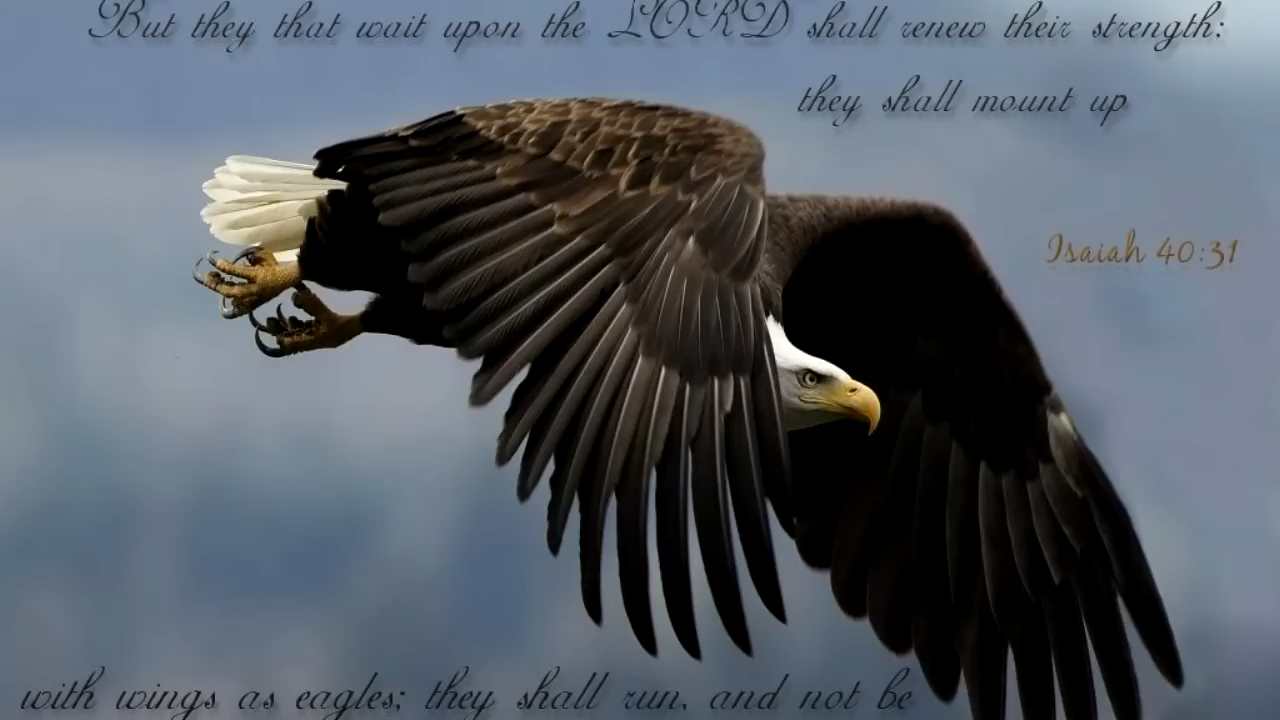 But they that wait upon the LORD shall renew their strength;
they shall mount up
Isaiah 40:31
with wings as eagles; they shall run, and not be